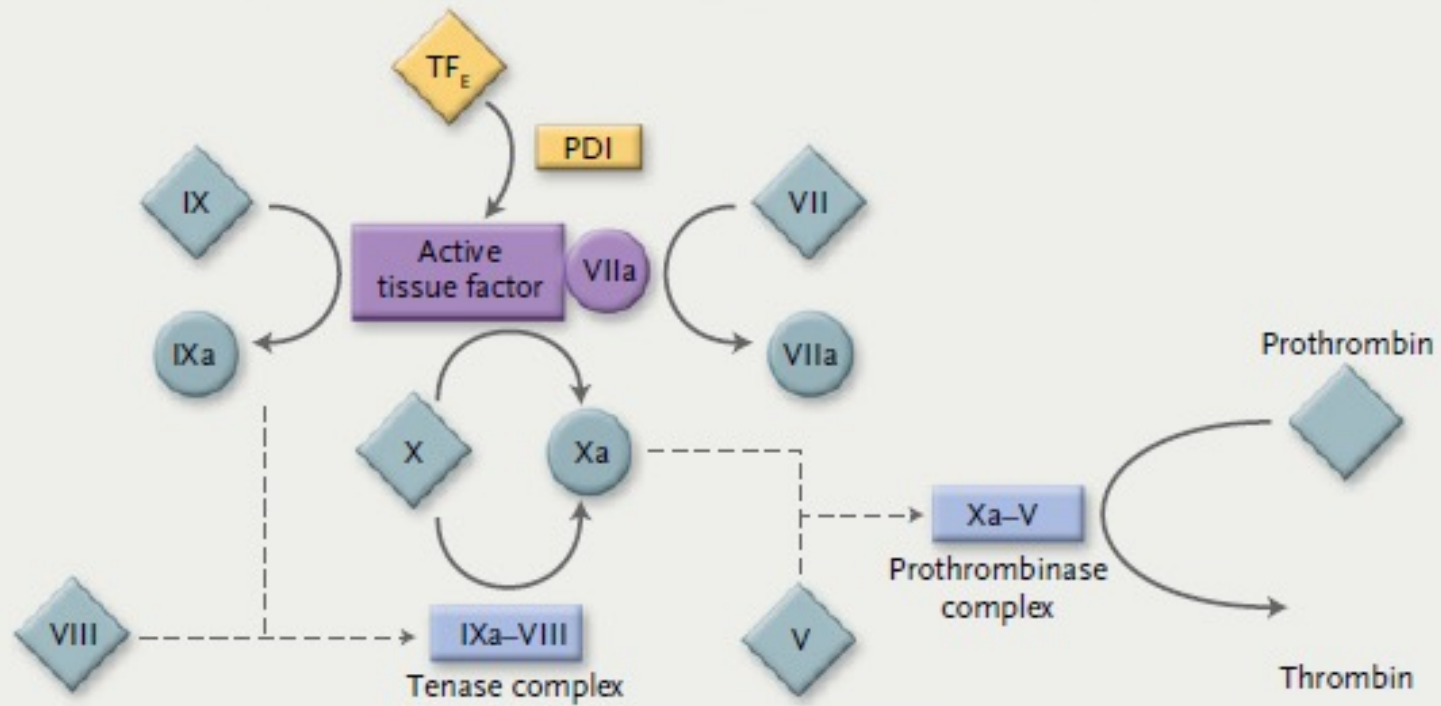 TFE
PDI
IX
VII
Active
tissue factor
VIIa
IXa
VIIa
Prothrombin
X
Xa
Xa–V
Prothrombinase
complex
VIII
IXa–VIII
V
Tenase complex
Thrombin